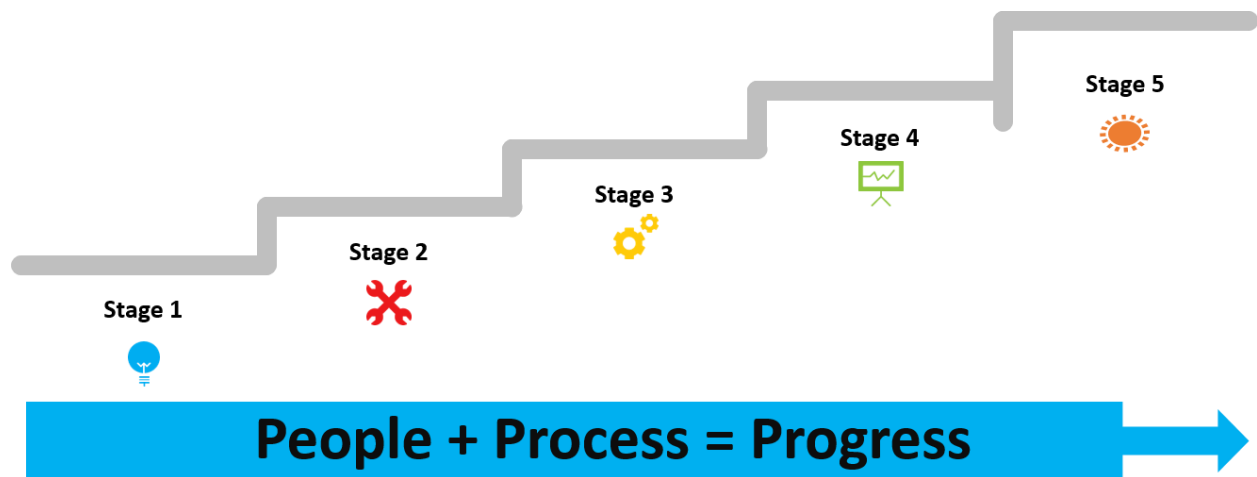 Stage 1
Stage 2
Stage 3
Stage 4
Stage 5
People + Process = Progress